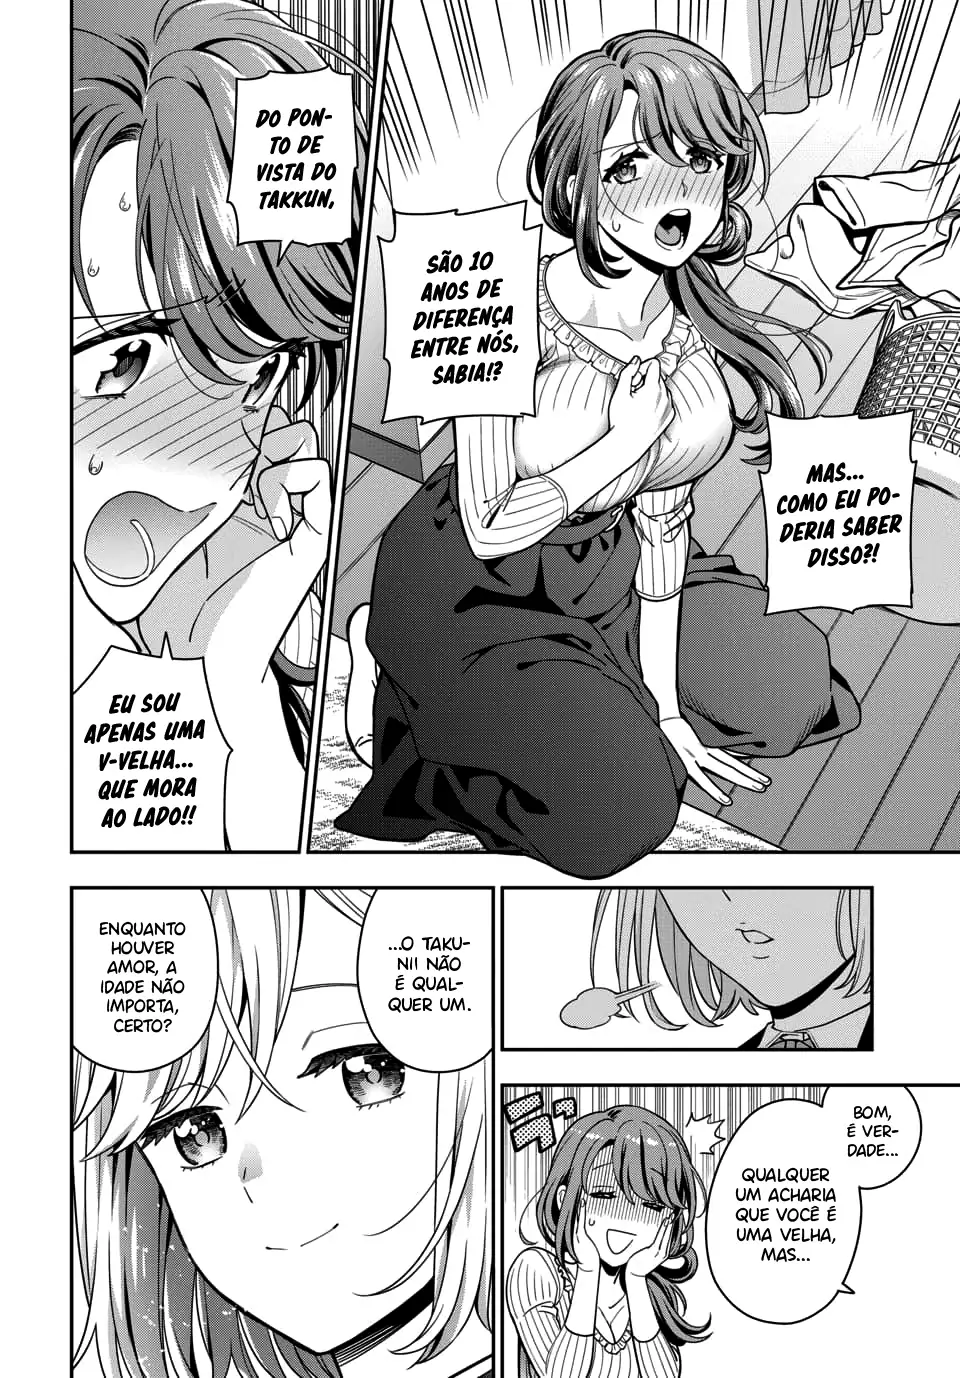 MAS...
COMO EU PO-
DERIA SABER
DISSO?!
SÃO 10
ANOS DE
DIFERENÇA
ENTRE NÓS,
SABIA!?
DO PON-
TO DE
VISTA DO
TAKKUN,
EU SOU
APENAS UMA
V-VELHA...
QUE MORA
AO LADO!!
BOM,
É VER-
DADE...
QUALQUER
UM ACHARIA
QUE VOCÊ É
UMA VELHA,
MAS...
...O TAKU-
NII NÃO
É QUAL-
QUER UM.
ENQUANTO
HOUVER
AMOR, A
IDADE NÃO
IMPORTA,
CERTO?